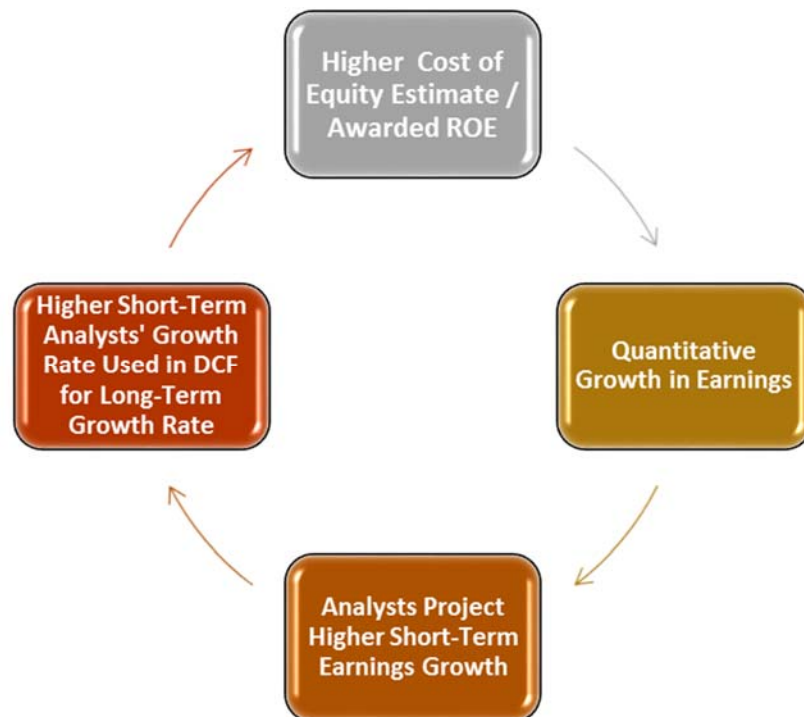 Higher Cost of
Equity Estimate /
Awarded ROE
Quantitative
Growth in Earnings
Analysts Project
Higher Short-Term
Earnings Growth
Higher Short-Term
Analysts' Growth
Rate Used in DCF
for Long-Term
Growth Rate